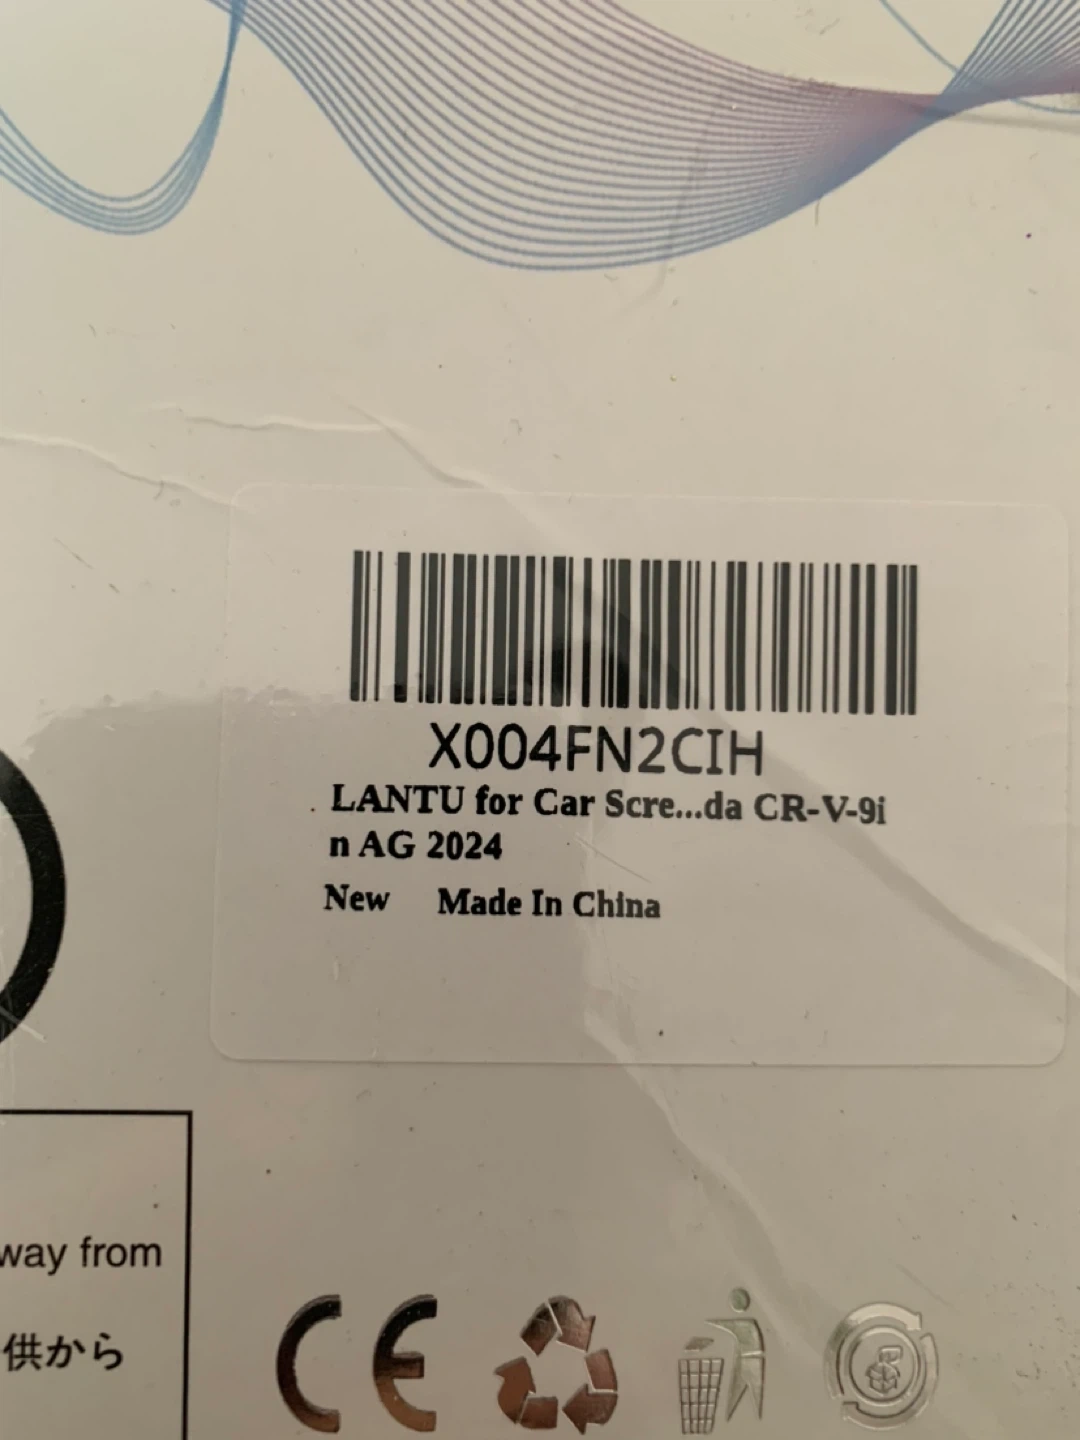 X004FN2CIH
LANTU for Car Scre...da CR-V-9i
n AG 2024
New Made In China
way from
供から
CE